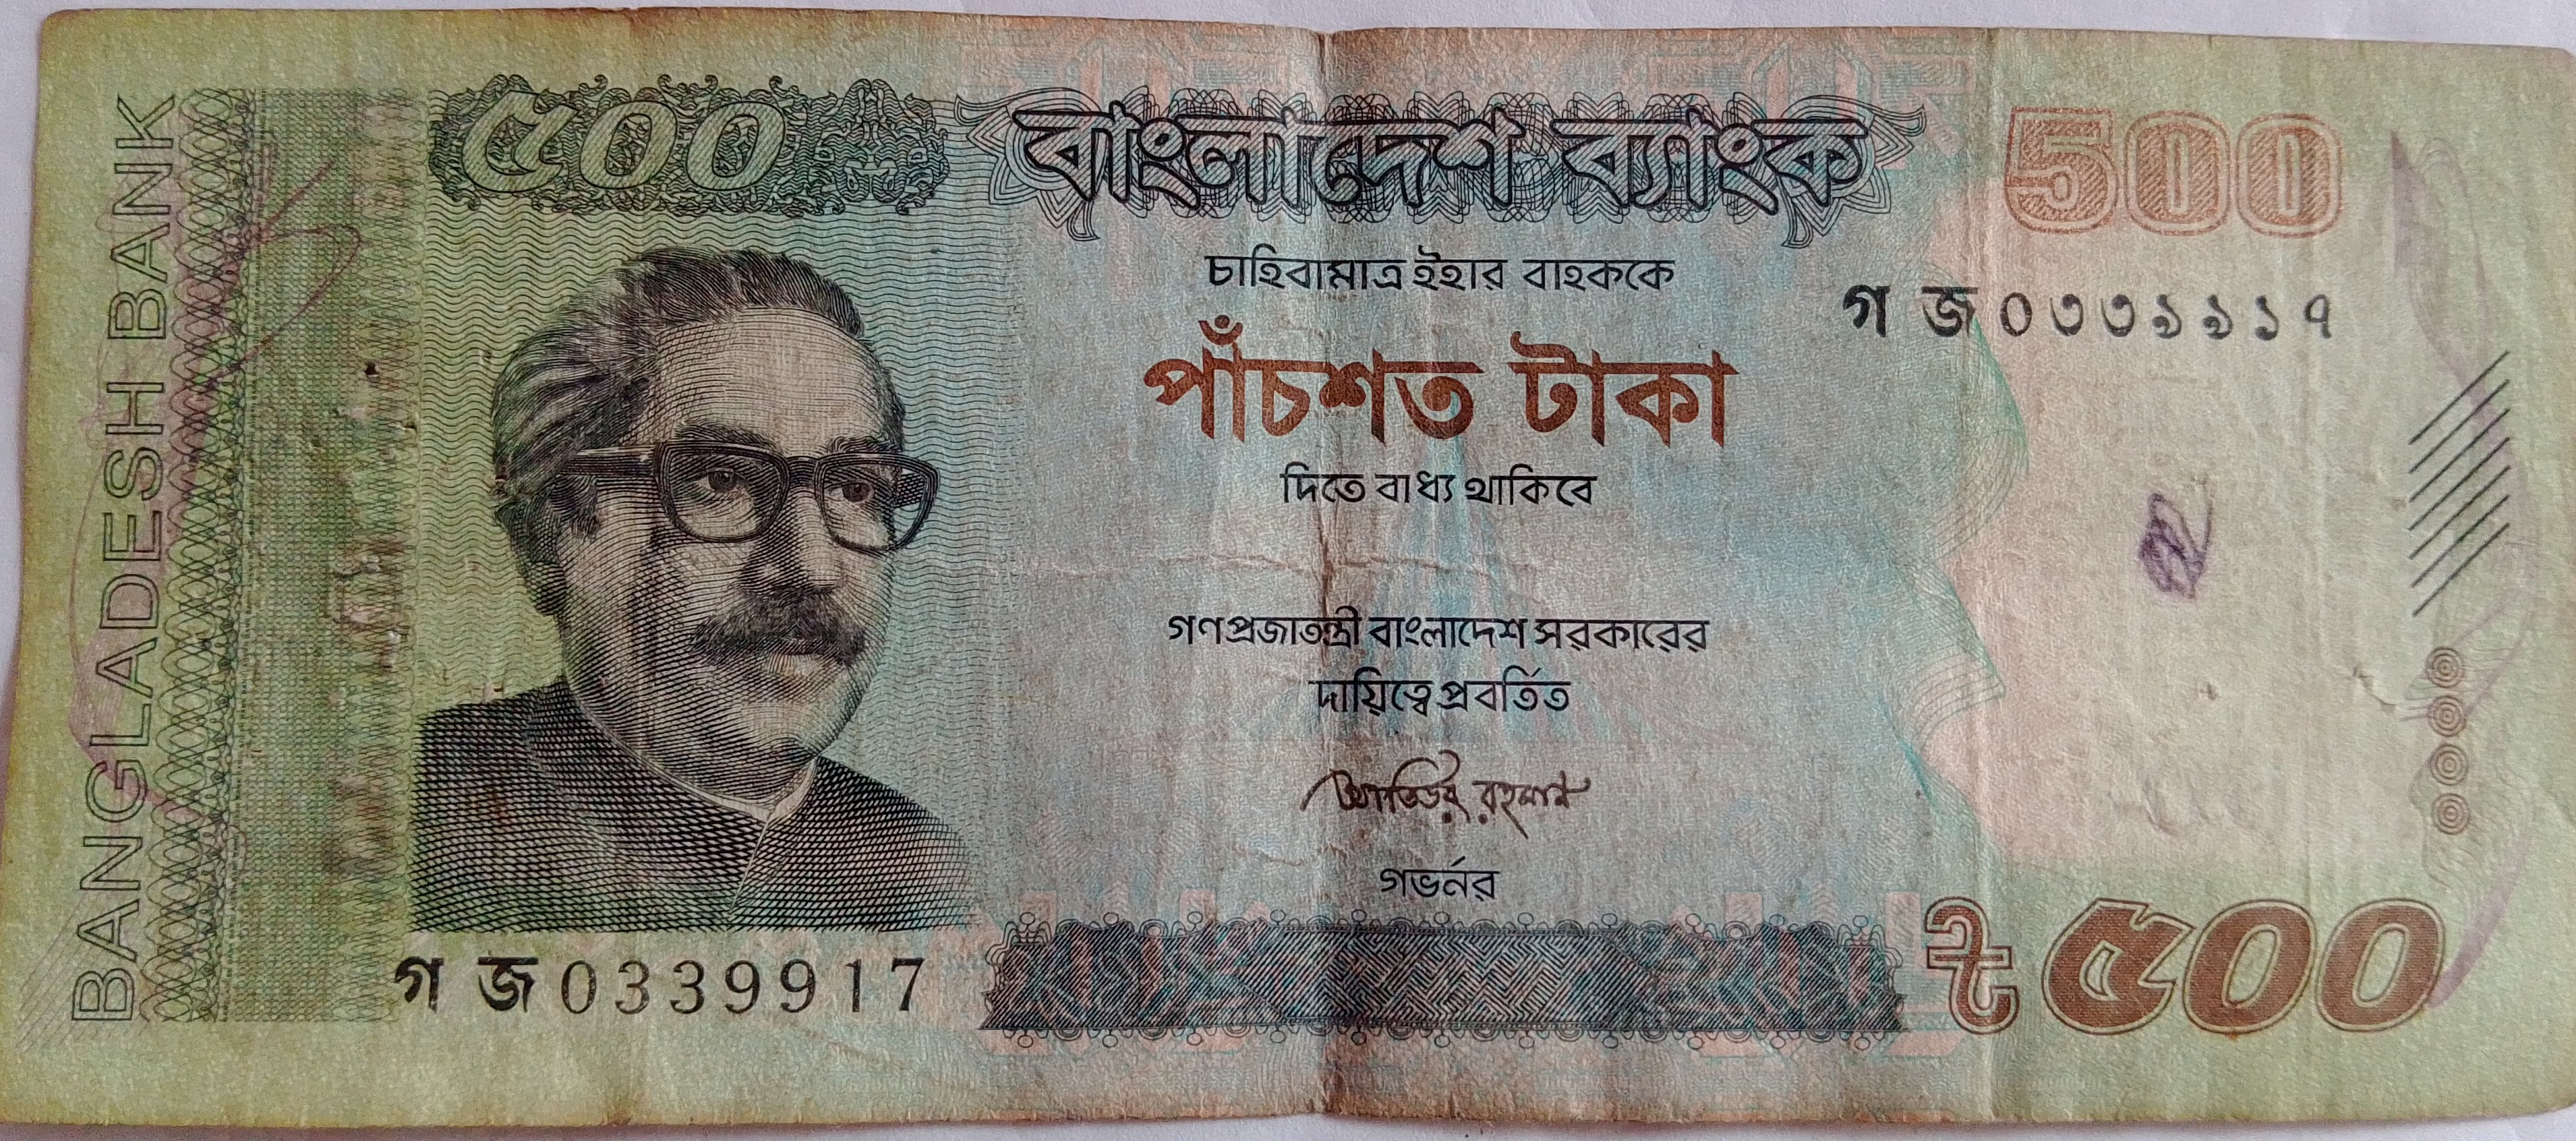 BANGLADESH BANK
৫০০
বাংলাদেশ ব্যাংক
500
চাহিবামাত্র ইহার বাহককে
গ জ ০৩৩৯৯১৭
পাঁচশত টাকা
দিতে বাধ্য থাকিবে
গণপ্রজাতন্ত্রী বাংলাদেশ সরকারের
দায়িত্বে প্রবর্তিত
আতিউর রহমান
গভর্নর
গ জ 0339917
৳ ৫০০